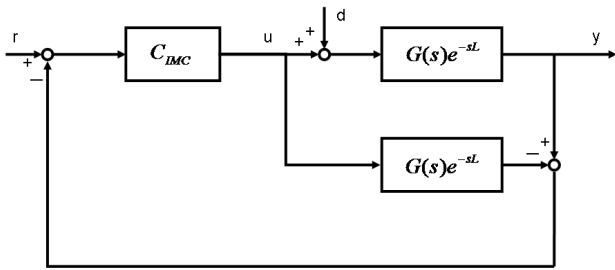 d
r
+
−
C_IMC
u
+ +
G(s)e^{-sL}
y
G(s)e^{-sL}
−
+